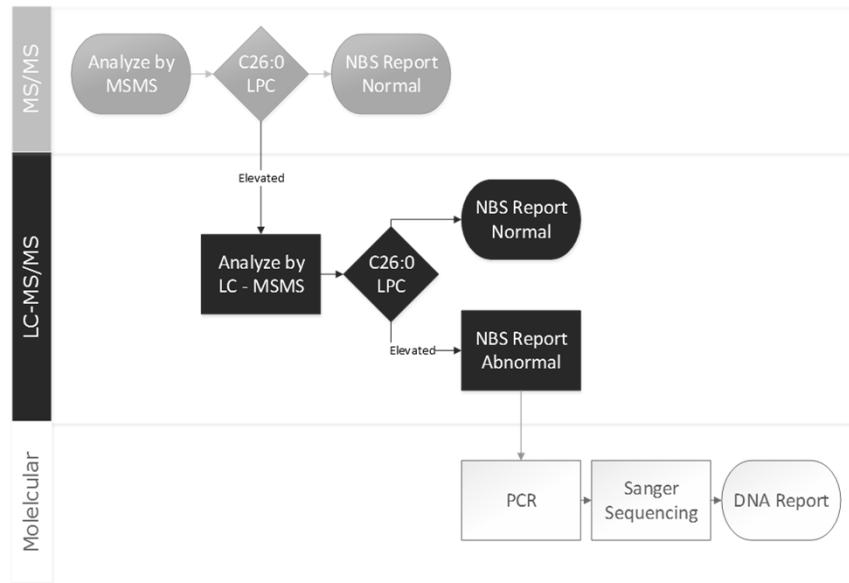 MS/MS
Analyze by
MSMS
C26:0
LPC
NBS Report
Normal
Elevated
LC-MS/MS
Analyze by
LC - MSMS
C26:0
LPC
NBS Report
Normal
Elevated
NBS Report
Abnormal
Molelcular
PCR
Sanger
Sequencing
DNA Report